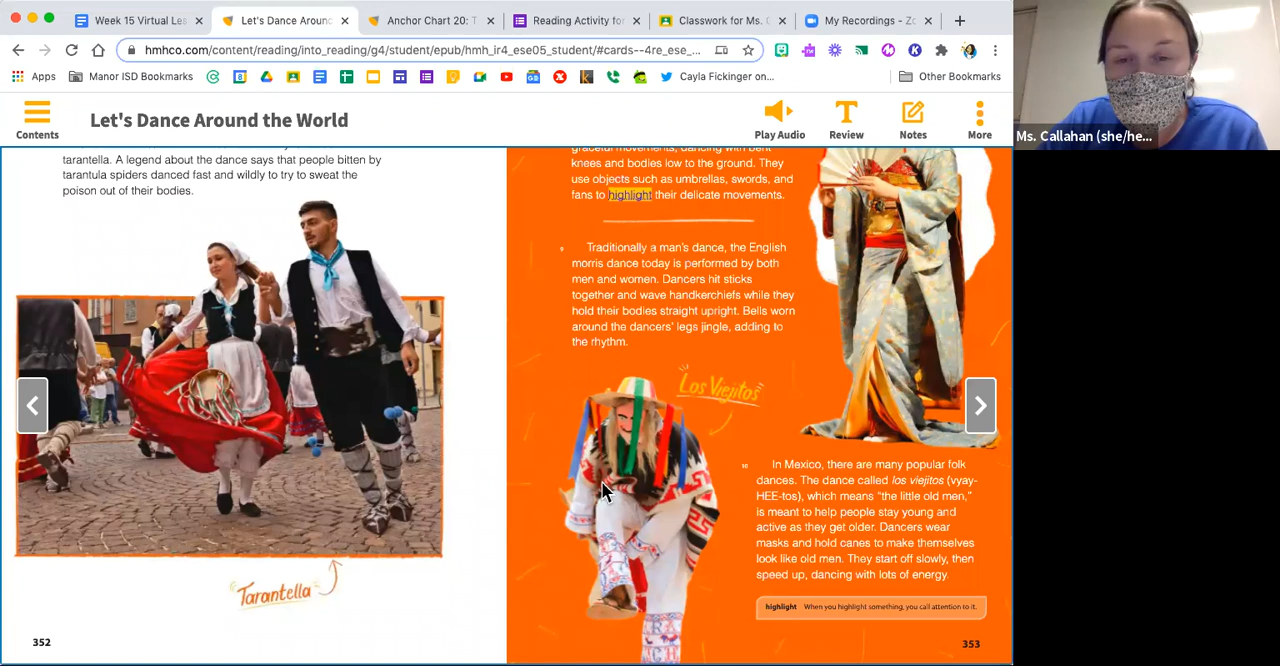 Week 15 Virtual Les
Let's Dance Aroun
Anchor Chart 20: T
Reading Activity for
Classwork for Ms. C
My Recordings - Zo
hmhco.com/content/reading/into_reading/g4/student/epub/hmh_ir4_ese05_student/#cards--4re_ese_...
Apps
Manor ISD Bookmarks
Cayla Fickinger on...
Other Bookmarks
Contents
Let's Dance Around the World
Play Audio
Review
Notes
More
Ms. Callahan (she/he...
tarantella. A legend about the dance says that people bitten by
tarantula spiders danced fast and wildly to try to sweat the
poison out of their bodies.
Tarantella
352
graceful movements, dancing with bent
knees and bodies low to the ground. They
use objects such as umbrellas, swords, and
fans to highlight their delicate movements.
9 Traditionally a man's dance, the English
morris dance today is performed by both
men and women. Dancers hit sticks
together and wave handkerchiefs while they
hold their bodies straight upright. Bells worn
around the dancers' legs jingle, adding to
the rhythm.
Los Viejitos
10 In Mexico, there are many popular folk
dances. The dance called los viejitos (vyay-
HEE-tos), which means "the little old men,"
is meant to help people stay young and
active as they get older. Dancers wear
masks and hold canes to make themselves
look like old men. They start off slowly, then
speed up, dancing with lots of energy.
highlight When you highlight something, you call attention to it.
353